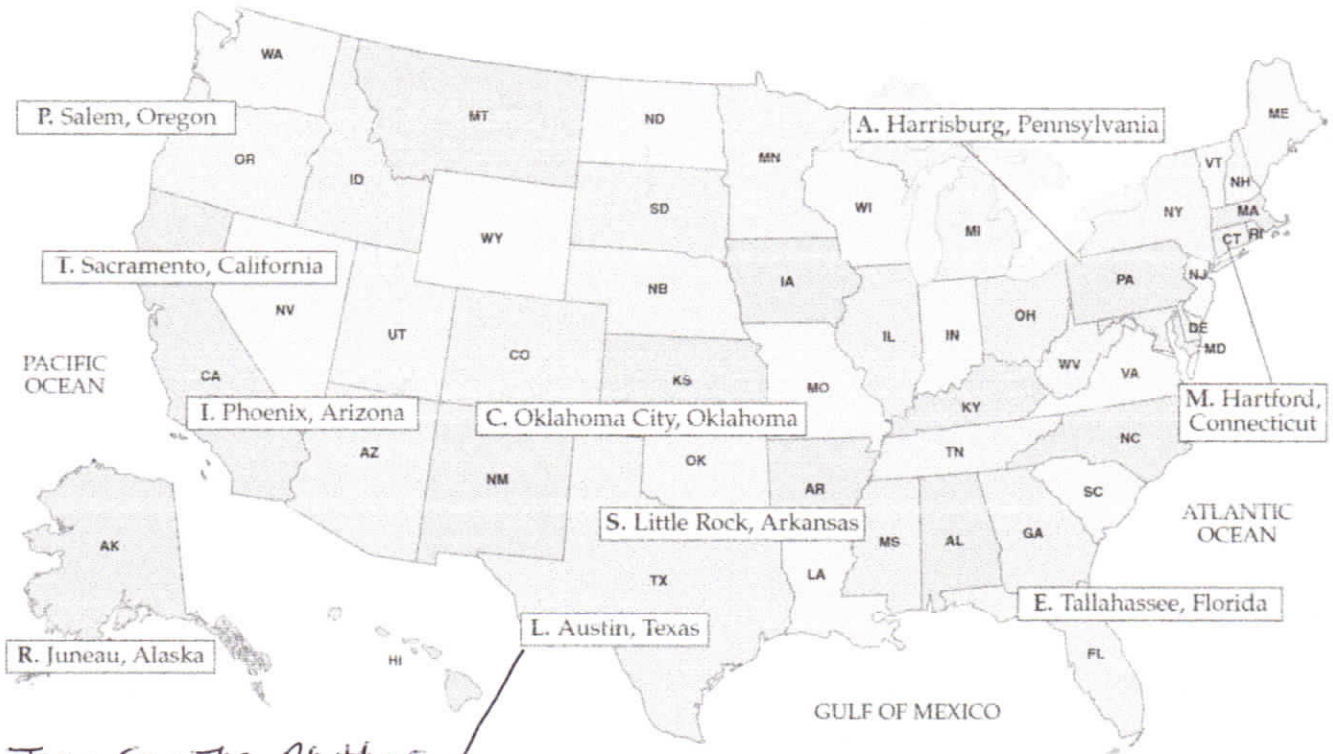 WA
P. Salem, Oregon
OR
MT
ID
ND
MN
A. Harrisburg, Pennsylvania
ME
VT
NH
SD
WI
MI
NY
MA
CT
RI
WY
T. Sacramento, California
NV
UT
NB
IA
PA
NJ
CO
IL
IN
OH
DE
MD
PACIFIC
OCEAN
CA
KS
MO
WV
VA
KY
I. Phoenix, Arizona
C. Oklahoma City, Oklahoma
M. Hartford,
Connecticut
AZ
NM
OK
TN
NC
AR
SC
S. Little Rock, Arkansas
ATLANTIC
OCEAN
AK
TX
LA
MS
AL
GA
E. Tallahassee, Florida
L. Austin, Texas
R. Juneau, Alaska
HI
FL
GULF OF MEXICO